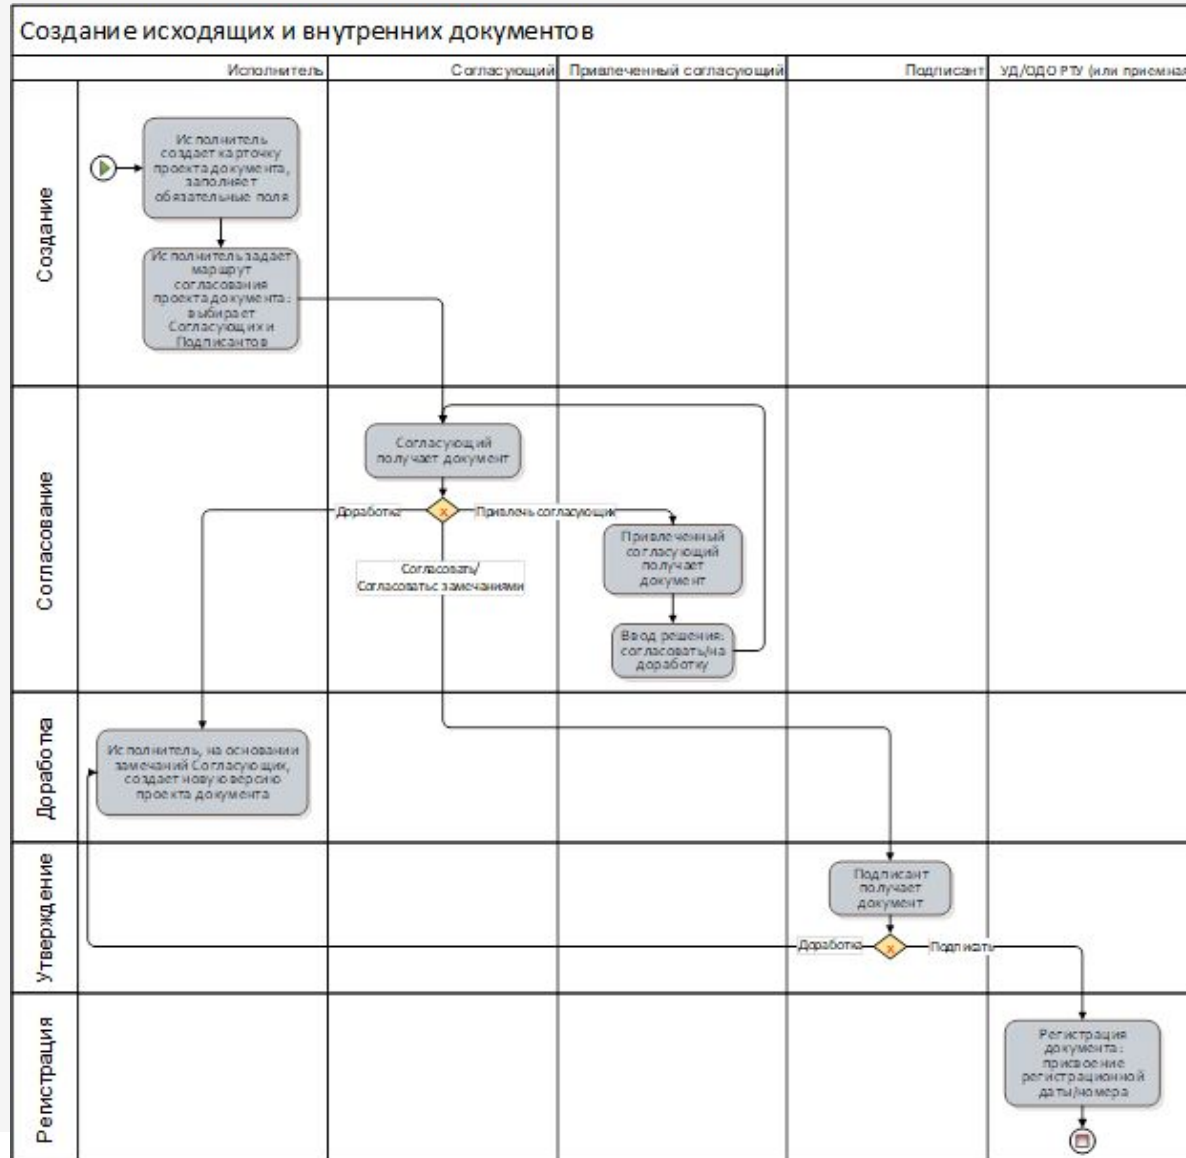 Создание исходящих и внутренних документов
Исполнитель
Согласующий
Привлеченный согласующий
Подписант
УД/ОДО РТУ (или приемная
Создание
Исполнитель
создает карточку
проекта документа,
заполняет
обязательные поля
Исполнитель задает
маршрут
согласования
проекта документа:
выбирает
Согласующих и
Подписантов
Согласование
Согласующий
получает документ
Доработка
Привлечь согласующих
Согласовать/
Согласовать с замечаниями
Привлеченный
согласующий
получает
документ
Ввод решения:
согласовать/на
доработку
Доработка
Исполнитель, на основании
замечаний Согласующих,
создает новую версию
проекта документа
Утверждение
Подписант
получает
документ
Доработка
Подписать
Регистрация
Регистрация
документа:
присвоение
регистрационной
даты/номера